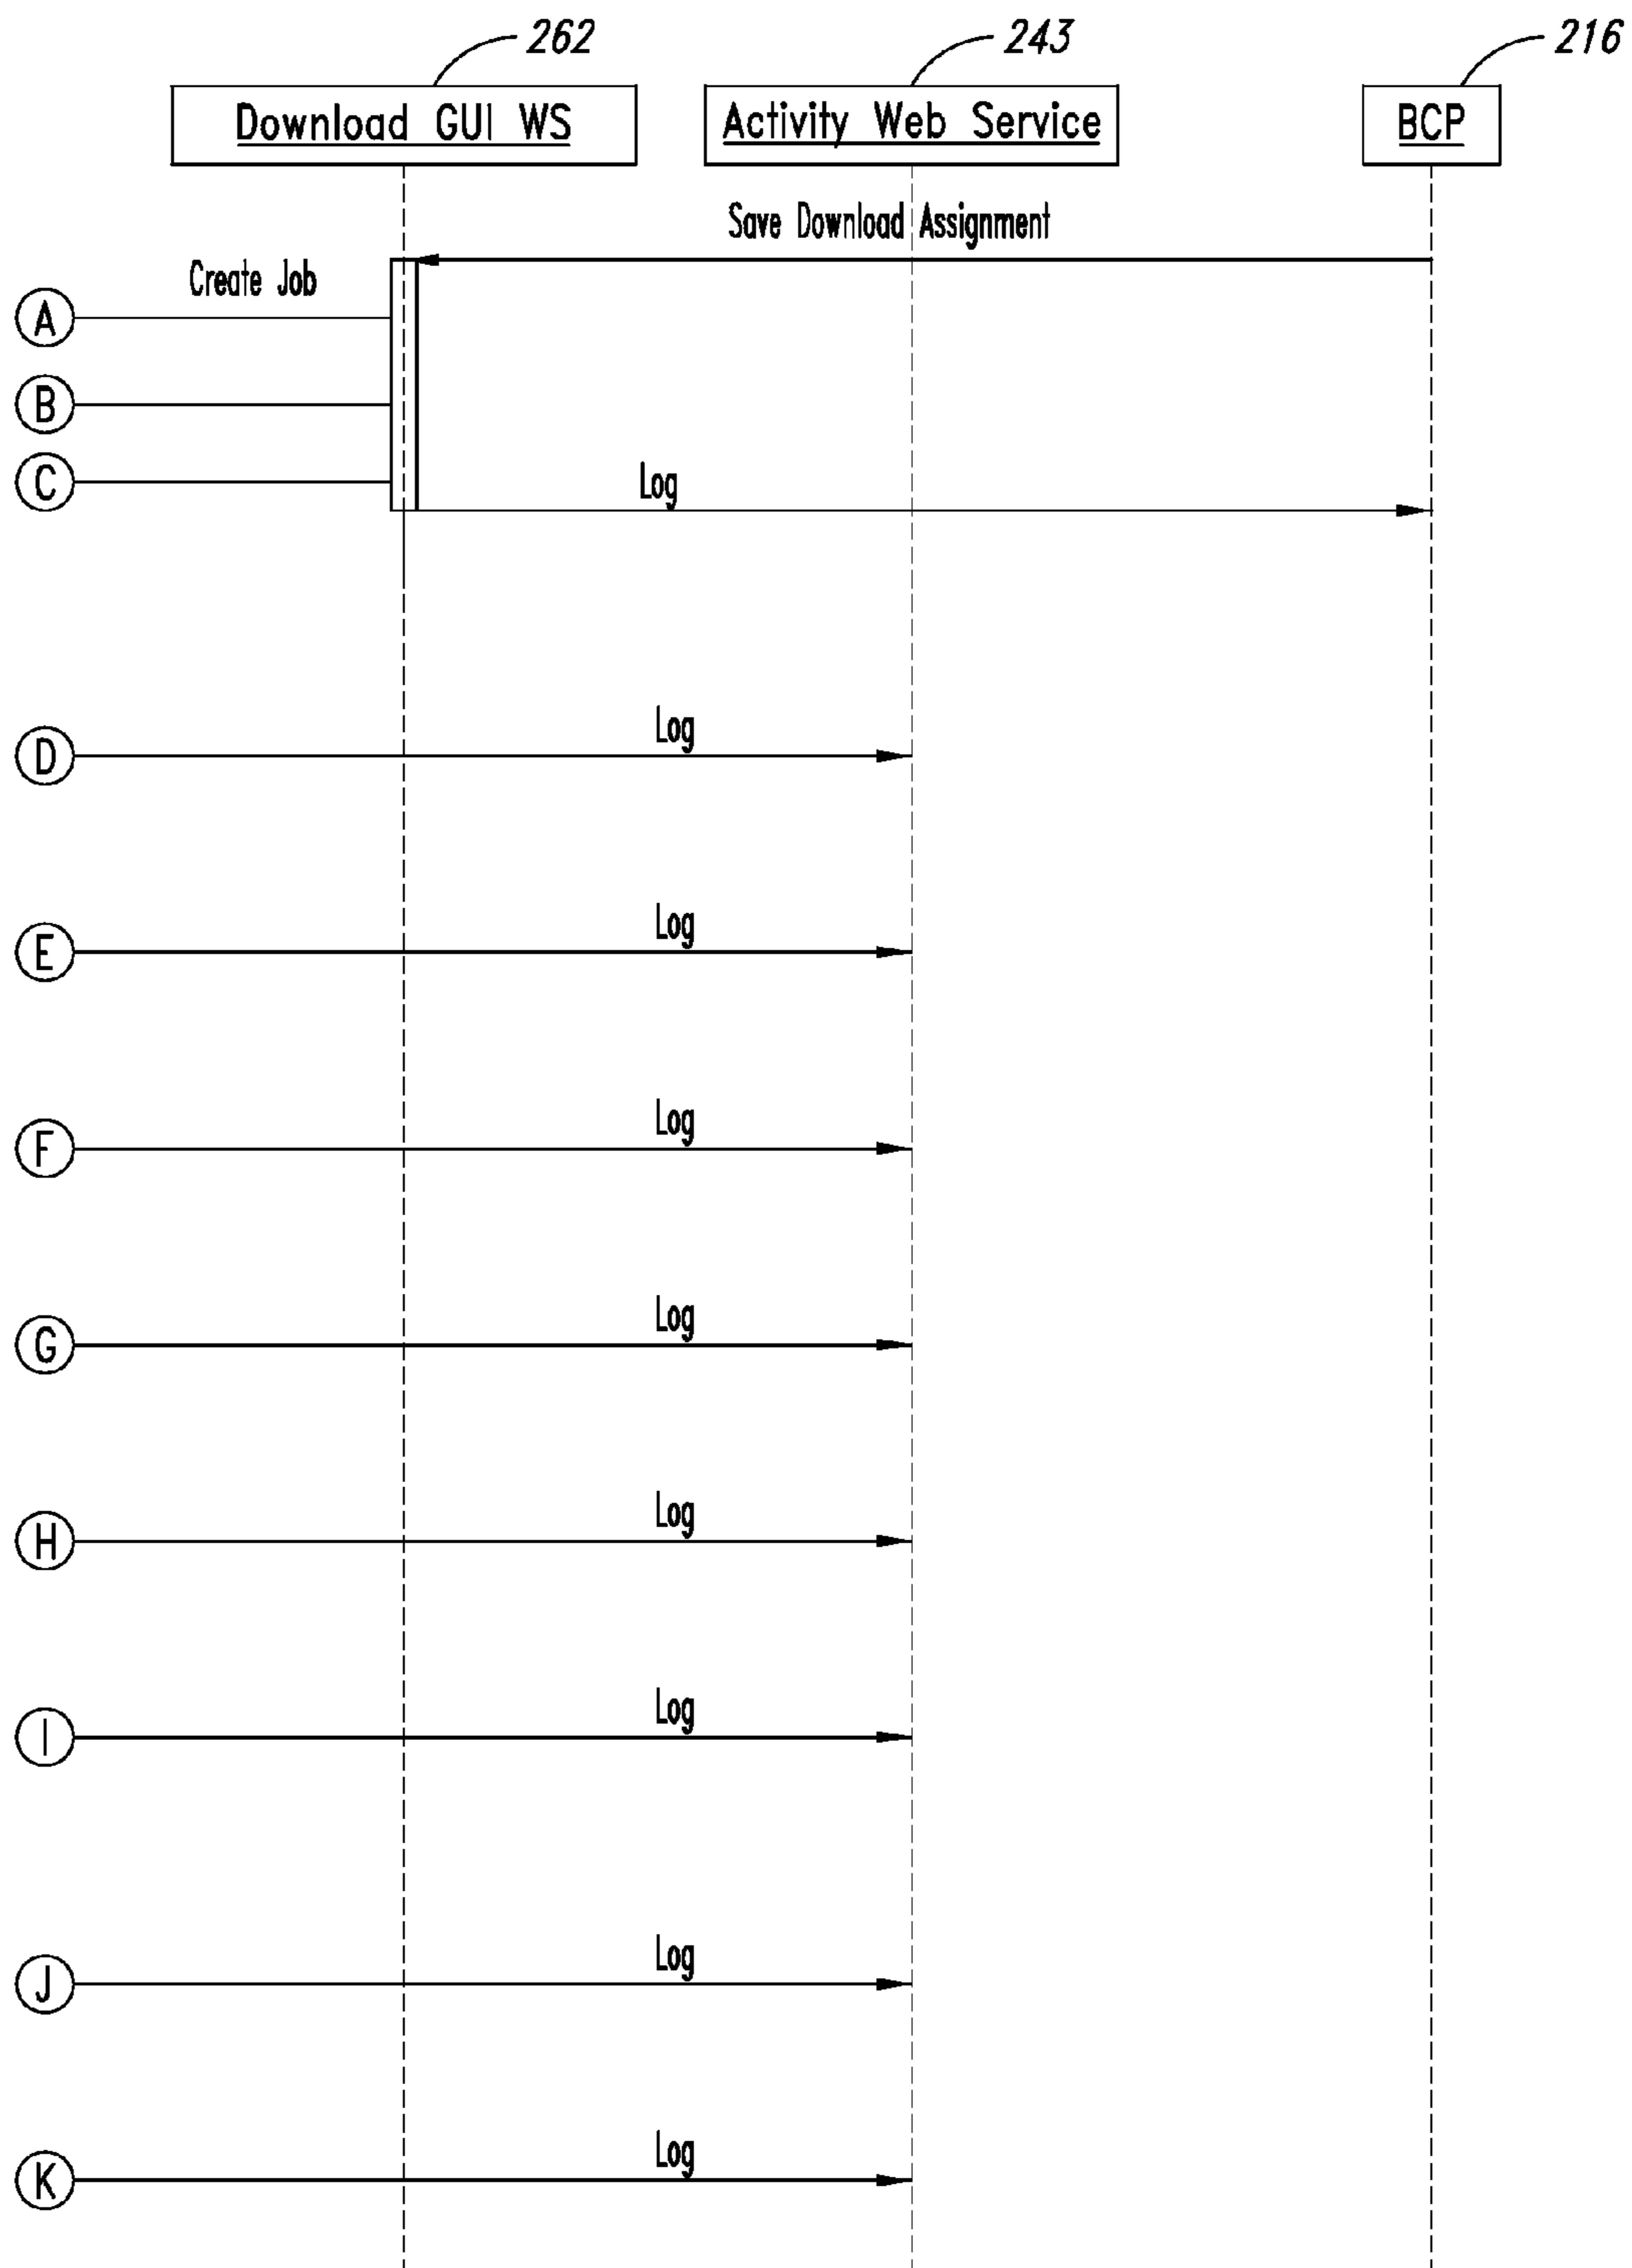 262
243
216
Download GUI WS
Activity Web Service
BCP
Save Download Assignment
Create Job
A
B
C
Log
D
Log
E
Log
F
Log
G
Log
H
Log
I
Log
J
Log
K
Log